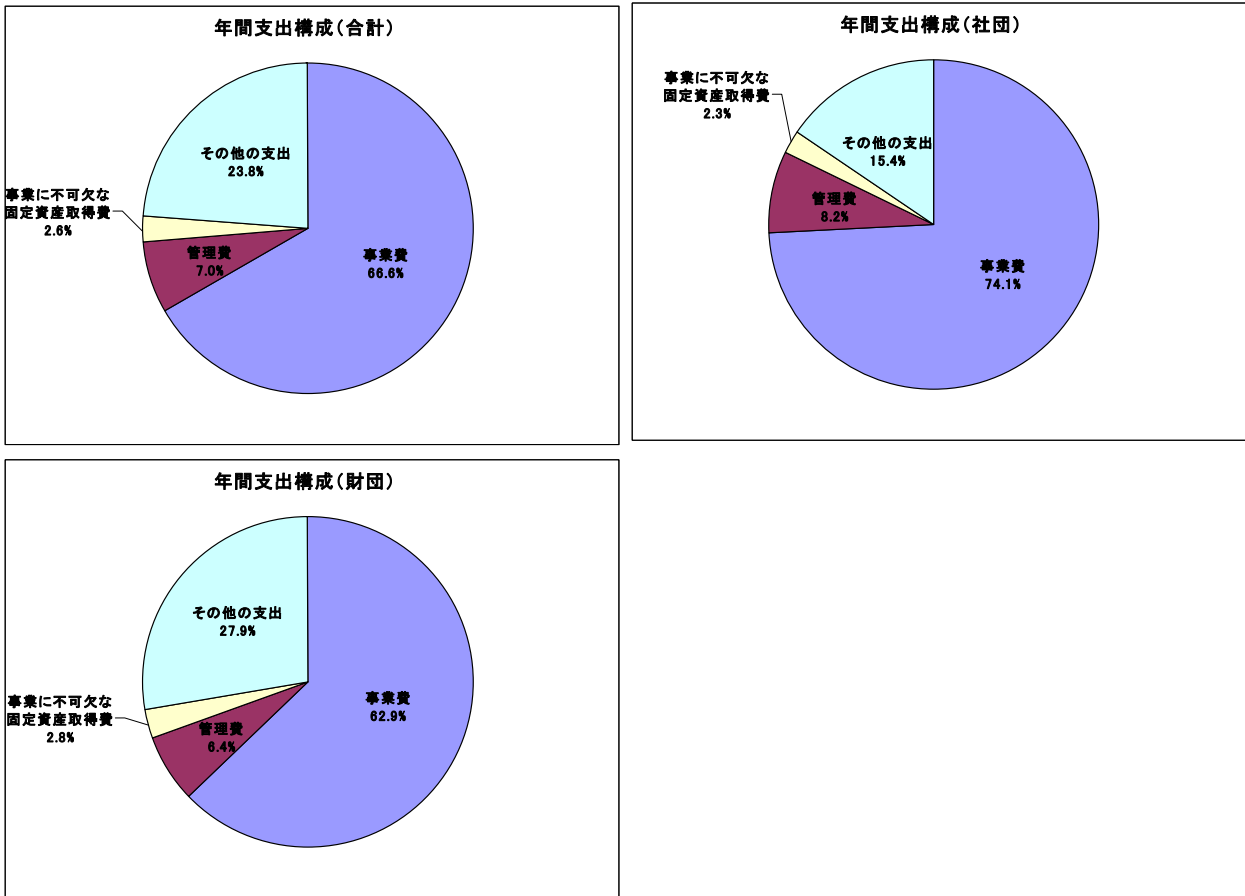 年間支出構成（合計）
その他の支出
23.8%
事業に不可欠な
固定資産取得費
2.6%
管理費
7.0%
事業費
66.6%
年間支出構成（社団）
事業に不可欠な
固定資産取得費
2.3%
その他の支出
15.4%
管理費
8.2%
事業費
74.1%
年間支出構成（財団）
その他の支出
27.9%
事業に不可欠な
固定資産取得費
2.8%
管理費
6.4%
事業費
62.9%